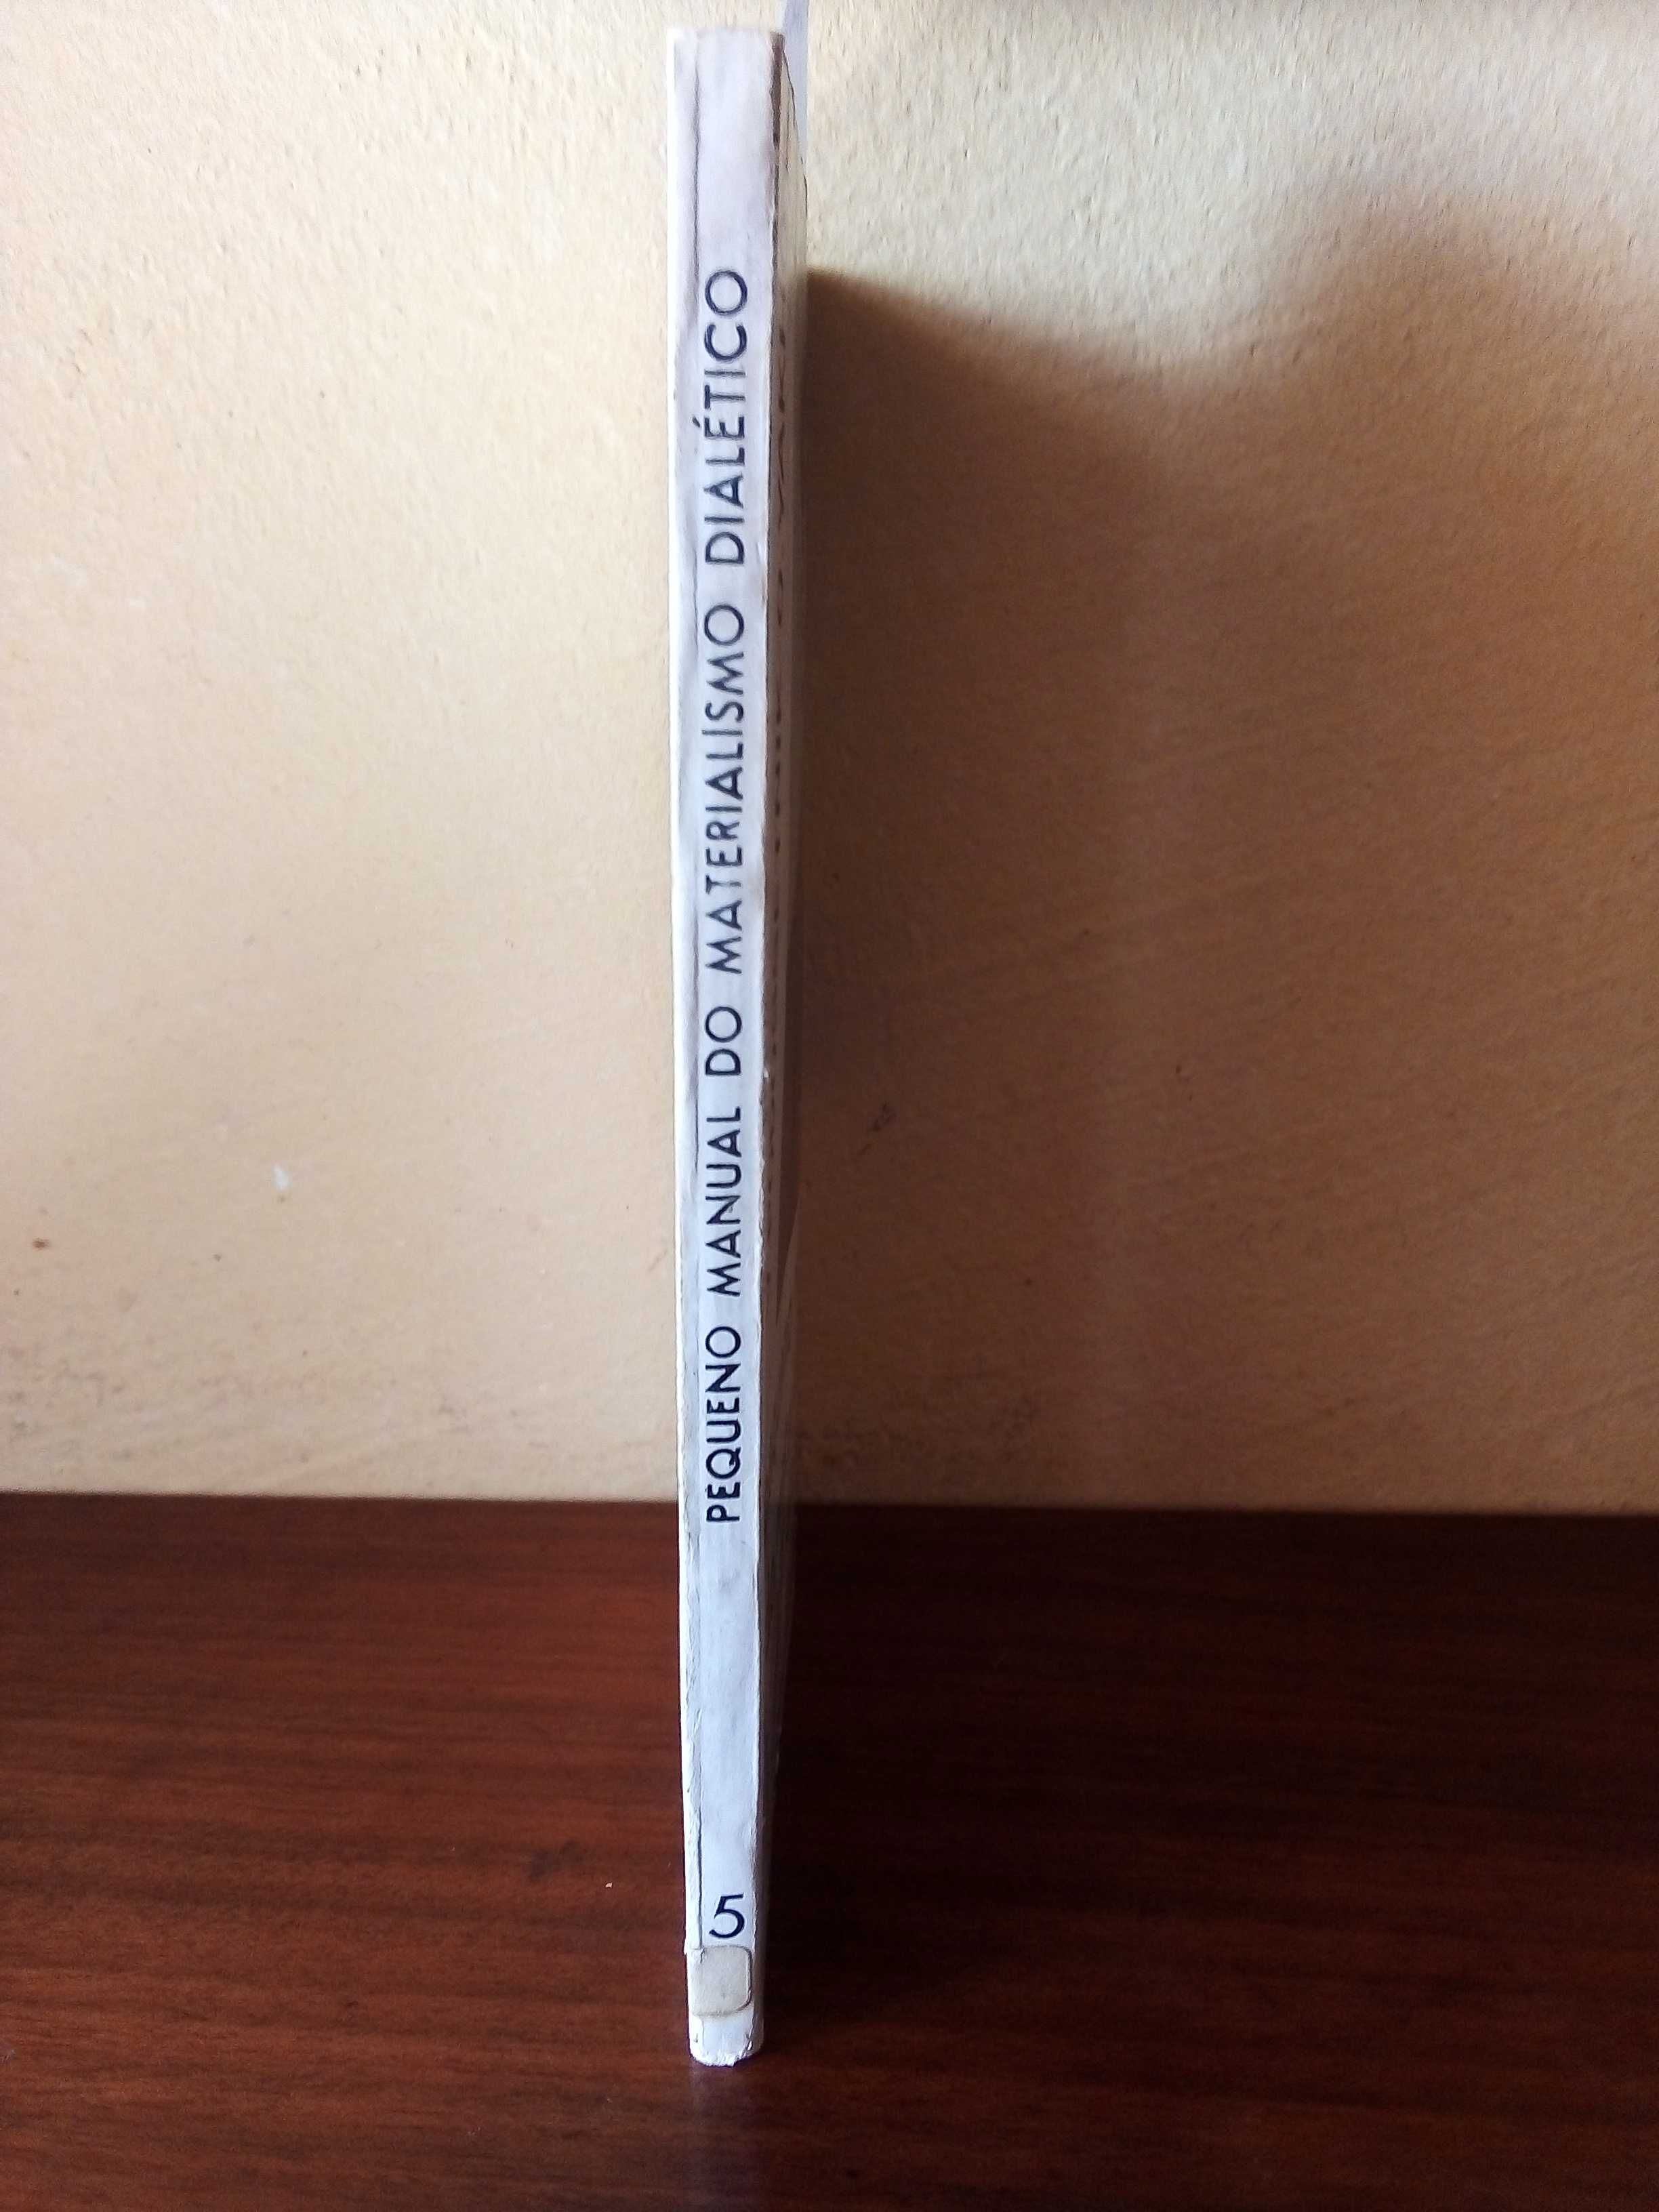 PEQUENO MANUAL DO MATERIALISMO DIALÉTICO
5